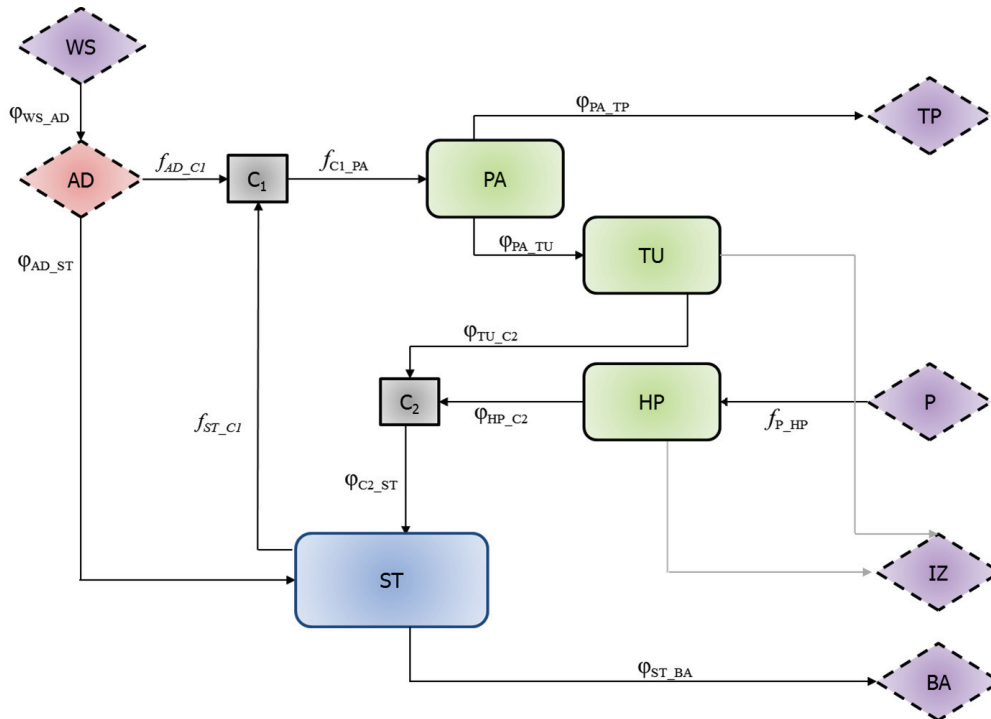 WS
φWS_AD
φPA_TP
TP
AD
fAD_C1
C1
fC1_PA
PA
φPA_TU
TU
φAD_ST
φTU_C2
C2
φHP_C2
HP
fP_HP
P
fST_C1
φC2_ST
ST
IZ
φST_BA
BA